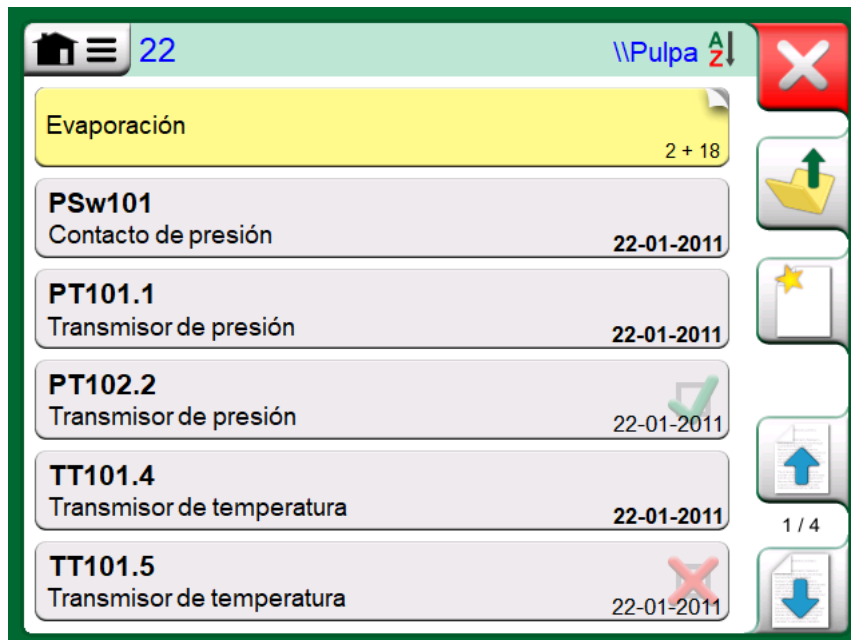 22
\\Pulpa
A
Z
Evaporación
2 + 18
PSw101
Contacto de presión
22-01-2011
PT101.1
Transmisor de presión
22-01-2011
PT102.2
Transmisor de presión
22-01-2011
TT101.4
Transmisor de temperatura
22-01-2011
1 / 4
TT101.5
Transmisor de temperatura
22-01-2011